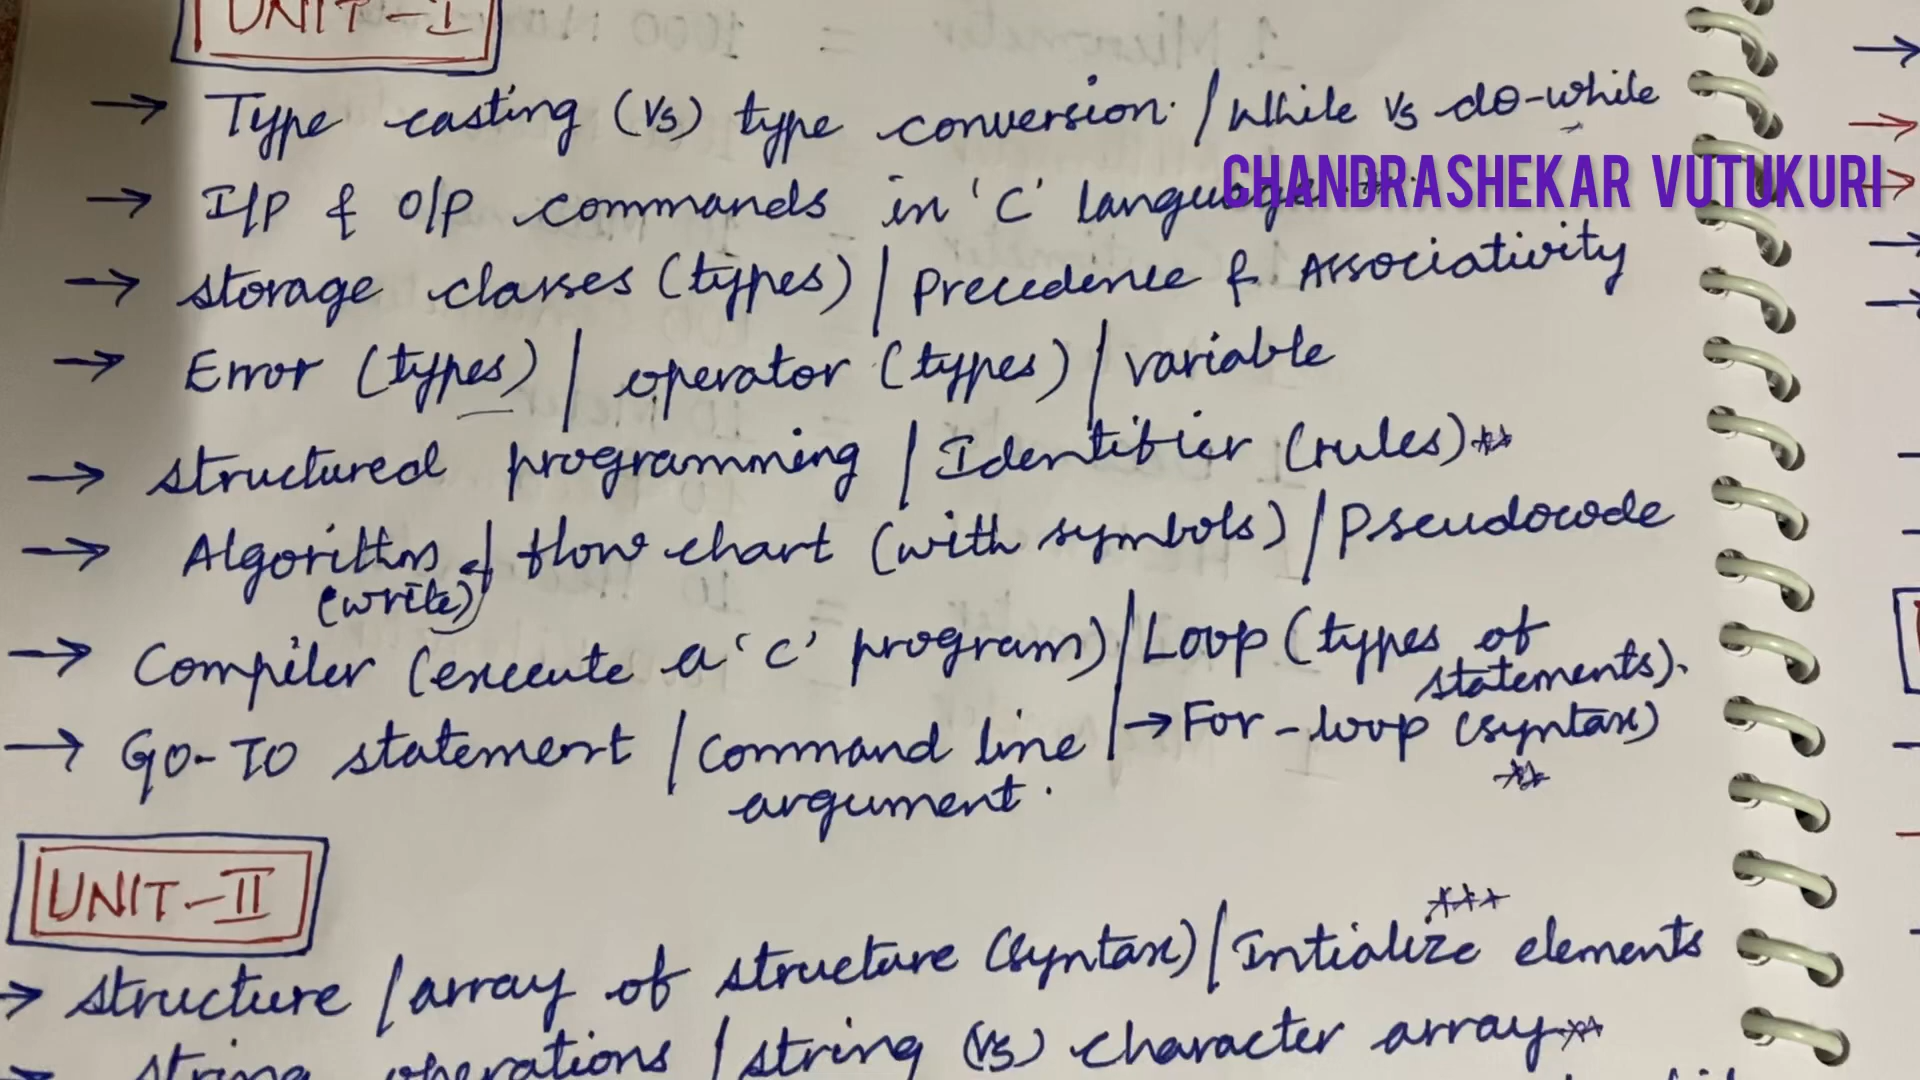 UNIT-I
→ Type casting (Vs) type conversion. / While Vs do-while
→ I/p & o/p commands in 'C' language **
CHANDRASHEKAR VUTUKURI
→ storage classes (types) / Precedence & Associativity
→ Error (types) / operator (types) / variable
→ structured programming / Identifier (rules) **
→ Algorithm / flow chart (with symbols) / Pseudocode
(write)
→ Compiler (execute a 'C' program) / Loop (types of
statements).
→ Go-To statement / Command line
argument.
→ For-loop (syntax)
**
UNIT-II
***
→ structure / array of structure (syntax) / Intialize elements
→ string operations / string (vs) character array **